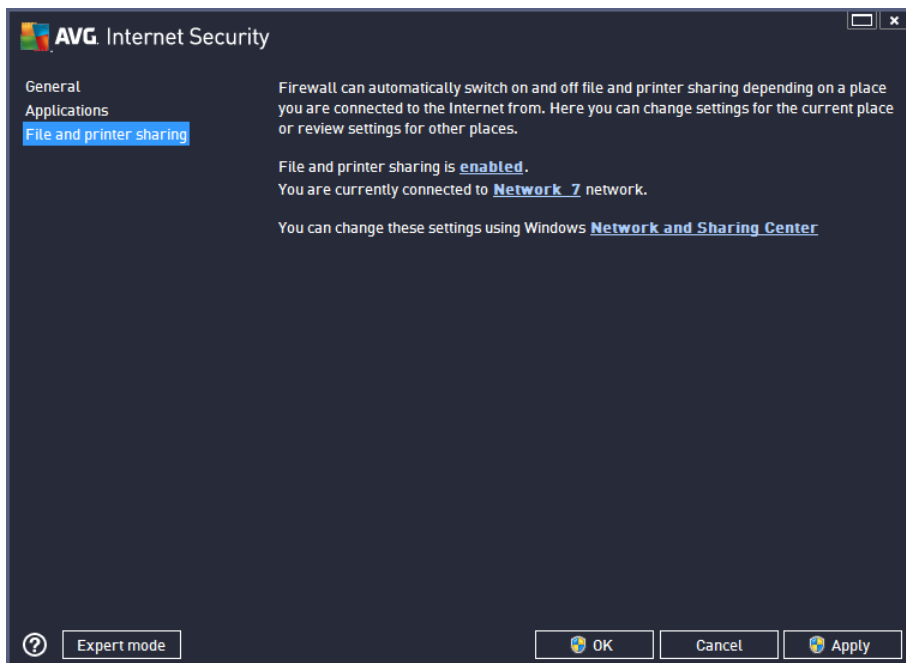 AVG. Internet Security
General
Applications
File and printer sharing
Firewall can automatically switch on and off file and printer sharing depending on a place
you are connected to the Internet from. Here you can change settings for the current place
or review settings for other places.
File and printer sharing is enabled.
You are currently connected to Network 7 network.
You can change these settings using Windows Network and Sharing Center
?
Expert mode
OK
Cancel
Apply